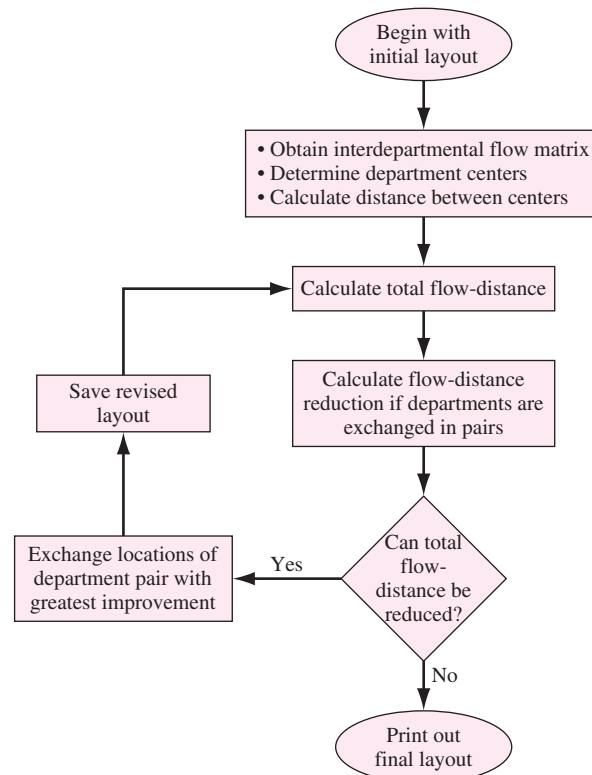 Begin with
initial layout
• Obtain interdepartmental flow matrix
• Determine department centers
• Calculate distance between centers
Calculate total flow-distance
Calculate flow-distance
reduction if departments are
exchanged in pairs
Save revised
layout
Can total
flow-
distance be
reduced?
Yes
Exchange locations of
department pair with
greatest improvement
No
Print out
final layout